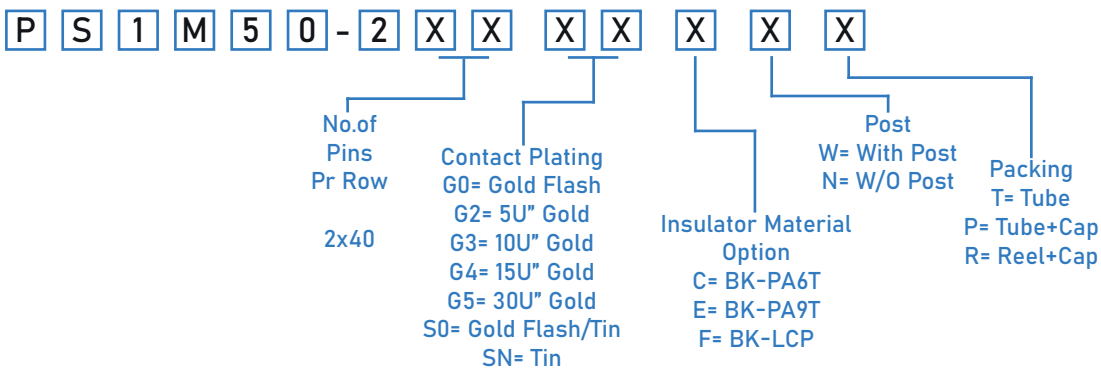 P S 1 M 5 0 - 2 X X X X X X X
No.of
Pins
Pr Row
2x40
Contact Plating
G0= Gold Flash
G2= 5U" Gold
G3= 10U" Gold
G4= 15U" Gold
G5= 30U" Gold
S0= Gold Flash/Tin
SN= Tin
Insulator Material
Option
C= BK-PA6T
E= BK-PA9T
F= BK-LCP
Post
W= With Post
N= W/O Post
Packing
T= Tube
P= Tube+Cap
R= Reel+Cap